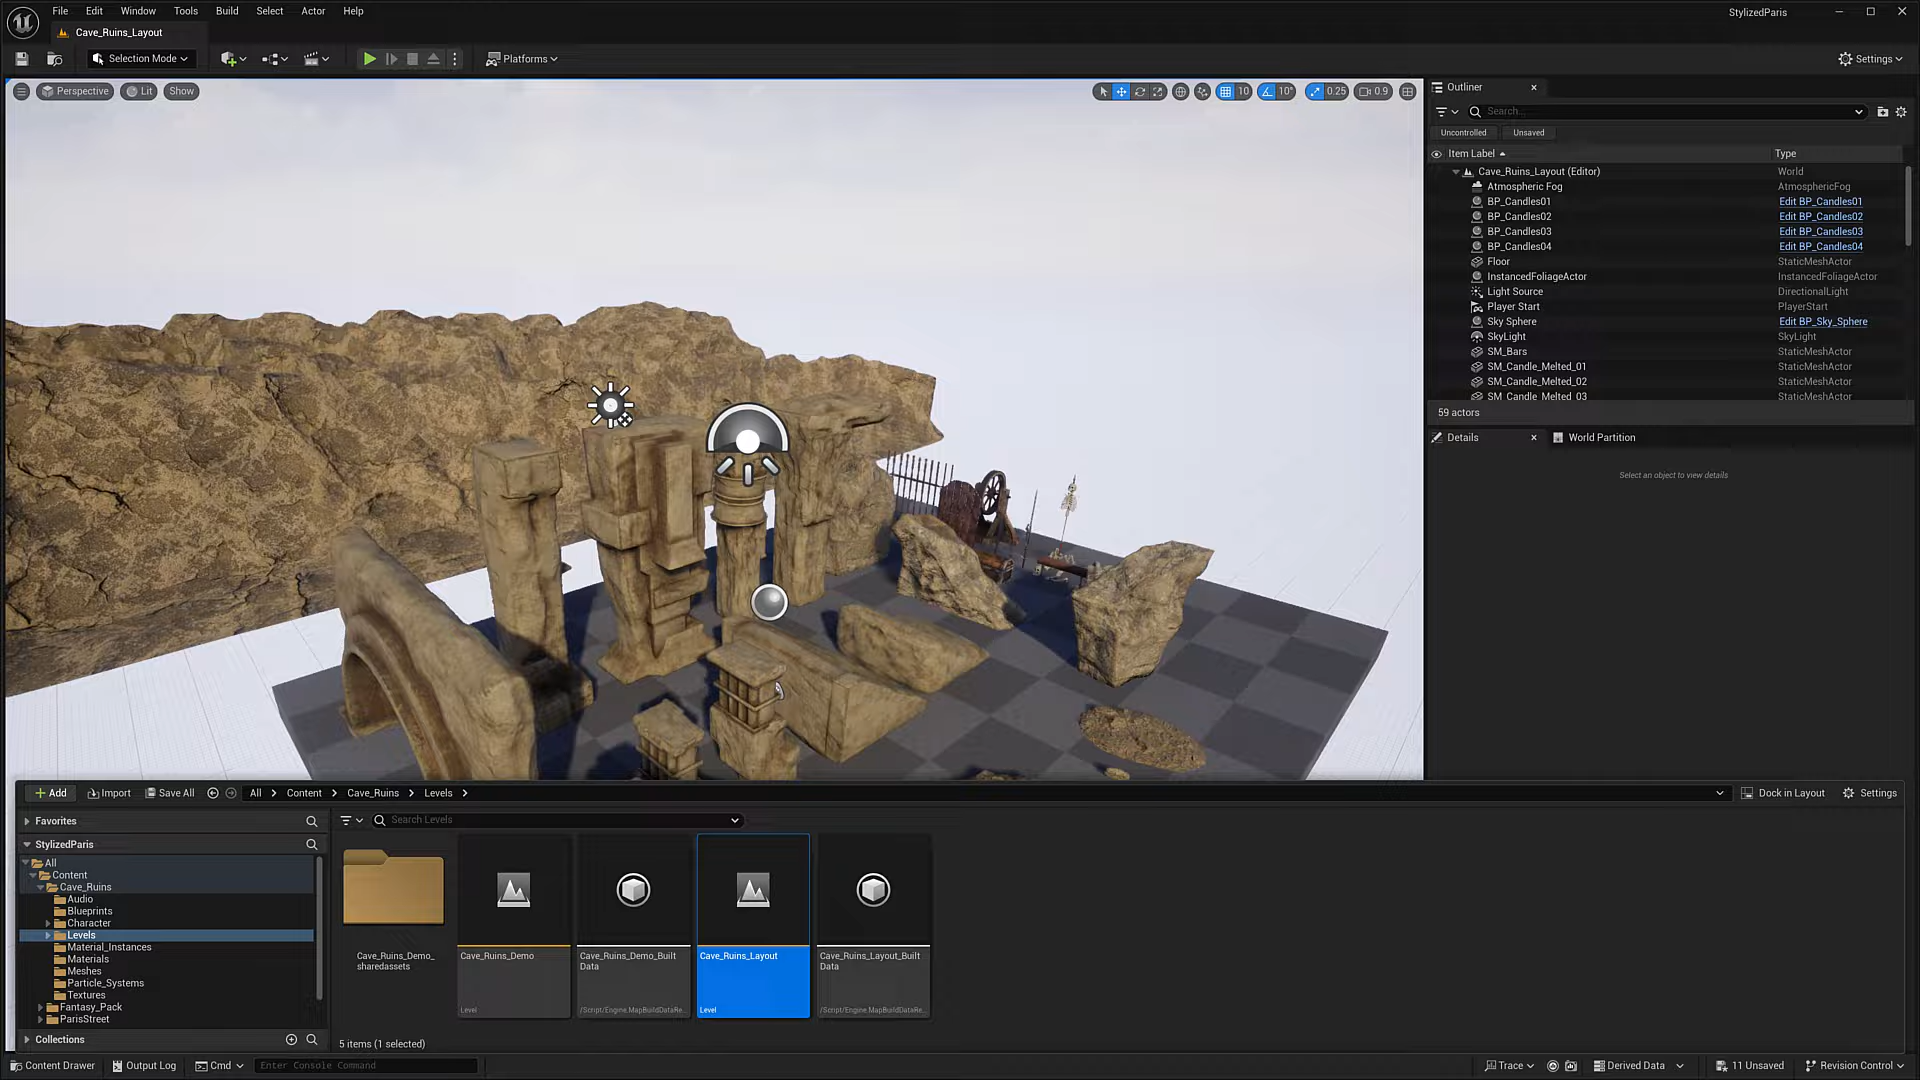 File Edit Window Tools Build Select Actor Help
StylizedParis
Cave_Ruins_Layout
Selection Mode
Platforms
Settings
Perspective Lit Show
10 10° 0.25 0.9
Outliner
Search...
Uncontrolled Unsaved
Item Label Type
Cave_Ruins_Layout (Editor) World
Atmospheric Fog AtmosphericFog
BP_Candles01 Edit BP_Candles01
BP_Candles02 Edit BP_Candles02
BP_Candles03 Edit BP_Candles03
BP_Candles04 Edit BP_Candles04
Floor StaticMeshActor
InstancedFoliageActor InstancedFoliageActor
Light Source DirectionalLight
Player Start PlayerStart
Sky Sphere Edit BP_Sky_Sphere
SkyLight SkyLight
SM_Bars StaticMeshActor
SM_Candle_Melted_01 StaticMeshActor
SM_Candle_Melted_02 StaticMeshActor
SM_Candle_Melted_03 StaticMeshActor
59 actors
Details World Partition
Select an object to view details
Add Import Save All All Content Cave_Ruins Levels
Dock in Layout Settings
Favorites
Search Levels
StylizedParis
All
Content
Cave_Ruins
Audio
Blueprints
Character
Levels
Material_Instances
Materials
Meshes
Particle_Systems
Textures
Fantasy_Pack
ParisStreet
Collections
Cave_Ruins_Demo_
sharedassets
Cave_Ruins_Demo
Level
Cave_Ruins_Demo_Built
Data
/Script/Engine.MapBuildDataRe...
Cave_Ruins_Layout
Level
Cave_Ruins_Layout_Built
Data
/Script/Engine.MapBuildDataRe...
5 items (1 selected)
Content Drawer Output Log Cmd Enter Console Command
Trace Derived Data 11 Unsaved Revision Control